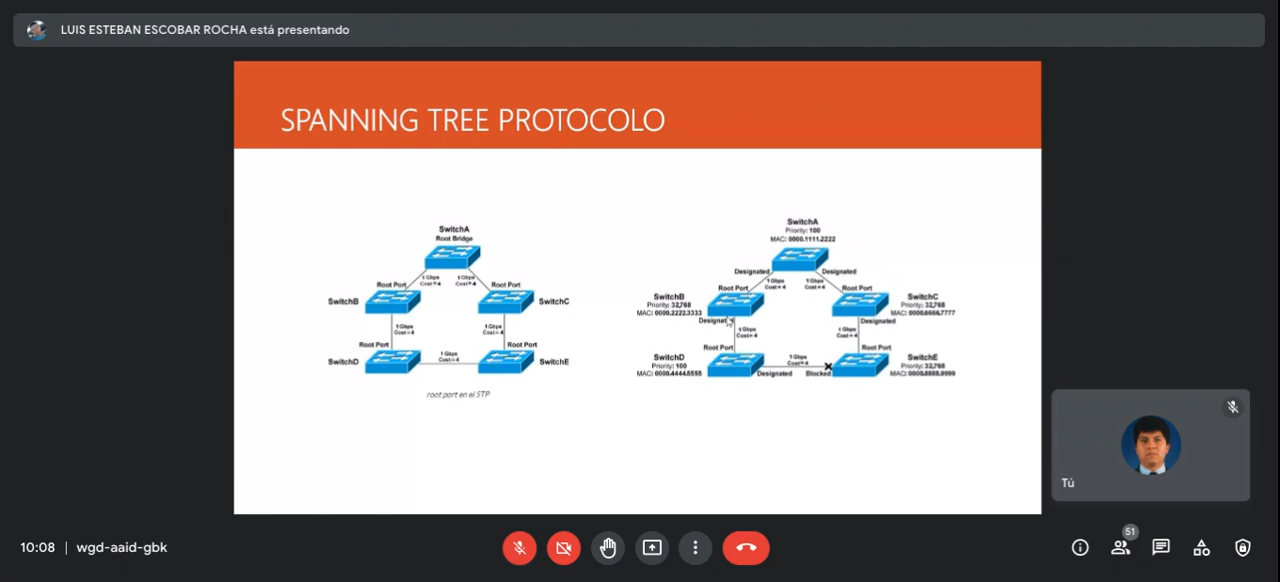 LUIS ESTEBAN ESCOBAR ROCHA está presentando
SPANNING TREE PROTOCOLO
SwitchA
Root Bridge
1 Gbps
Cost=4
1 Gbps
Cost=4
Root Port
Root Port
SwitchB
SwitchC
1 Gbps
Cost=4
1 Gbps
Cost=4
Root Port
Root Port
SwitchD
1 Gbps
Cost=4
SwitchE
root port en el STP
SwitchA
Priority: 100
MAC: 0000.1111.2222
Designated
Designated
1 Gbps
Cost=4
1 Gbps
Cost=4
Root Port
Root Port
SwitchB
Priority: 32,768
MAC: 0000.2222.3333
SwitchC
Priority: 32,768
MAC: 0000.6666.7777
Designated
1 Gbps
Cost=4
1 Gbps
Cost=4
Root Port
Root Port
SwitchD
Priority: 100
MAC: 0000.4444.5555
1 Gbps
Cost=4
Designated
Blocked
SwitchE
Priority: 32,768
MAC: 0000.8888.9999
Tú
10:08 | wgd-aaid-gbk
51